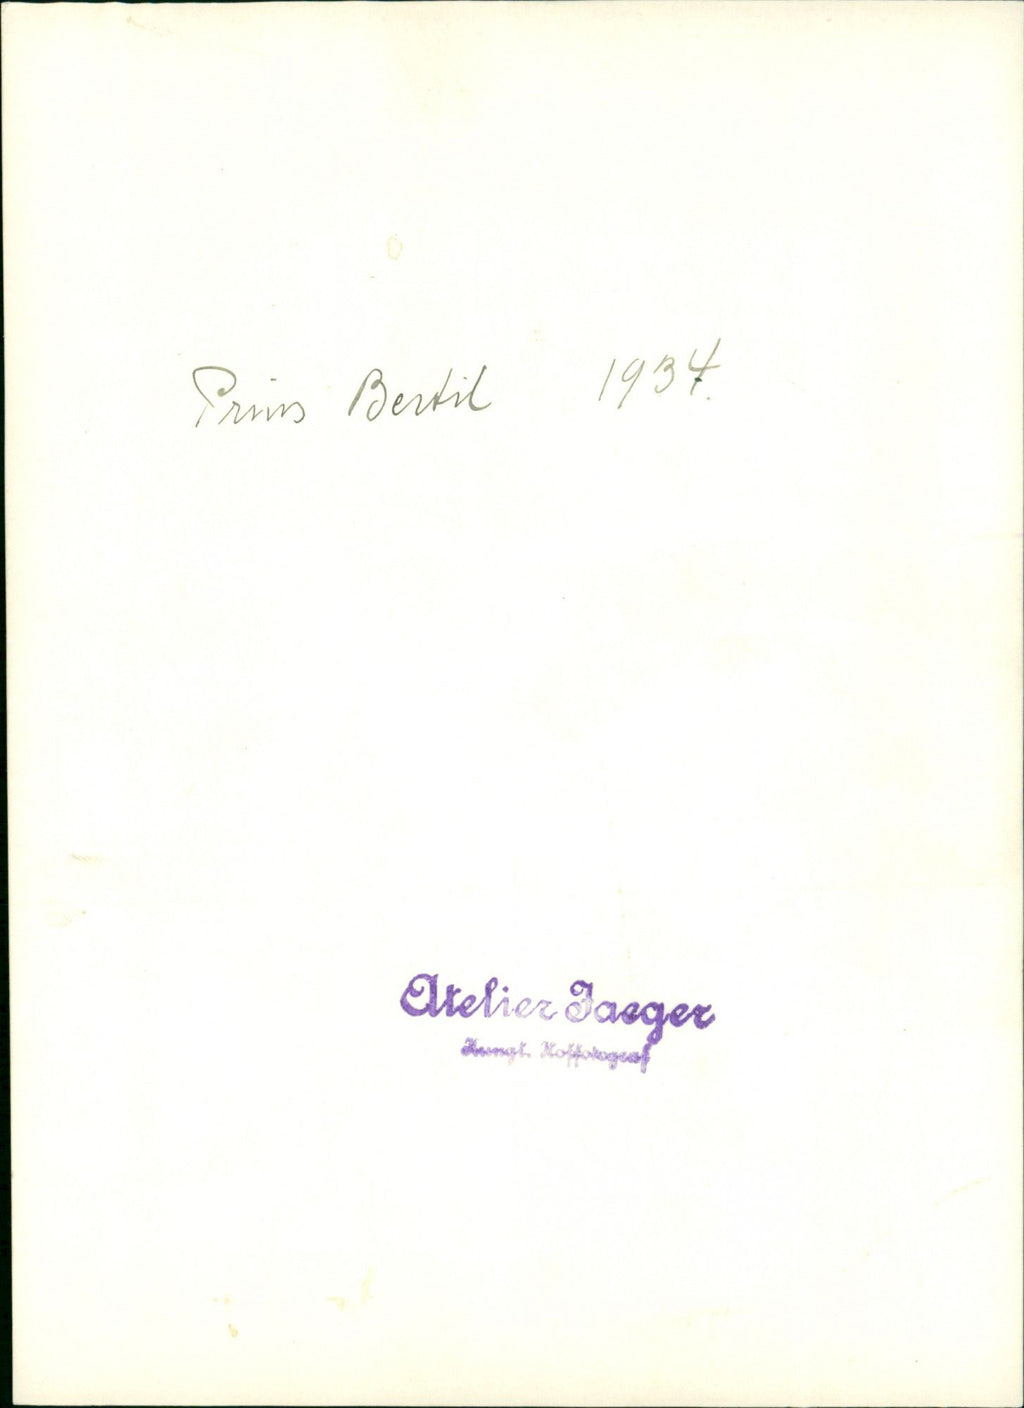 Prins Bertil 1934.
Atelier Jaeger
Kungl. Hoffotograf